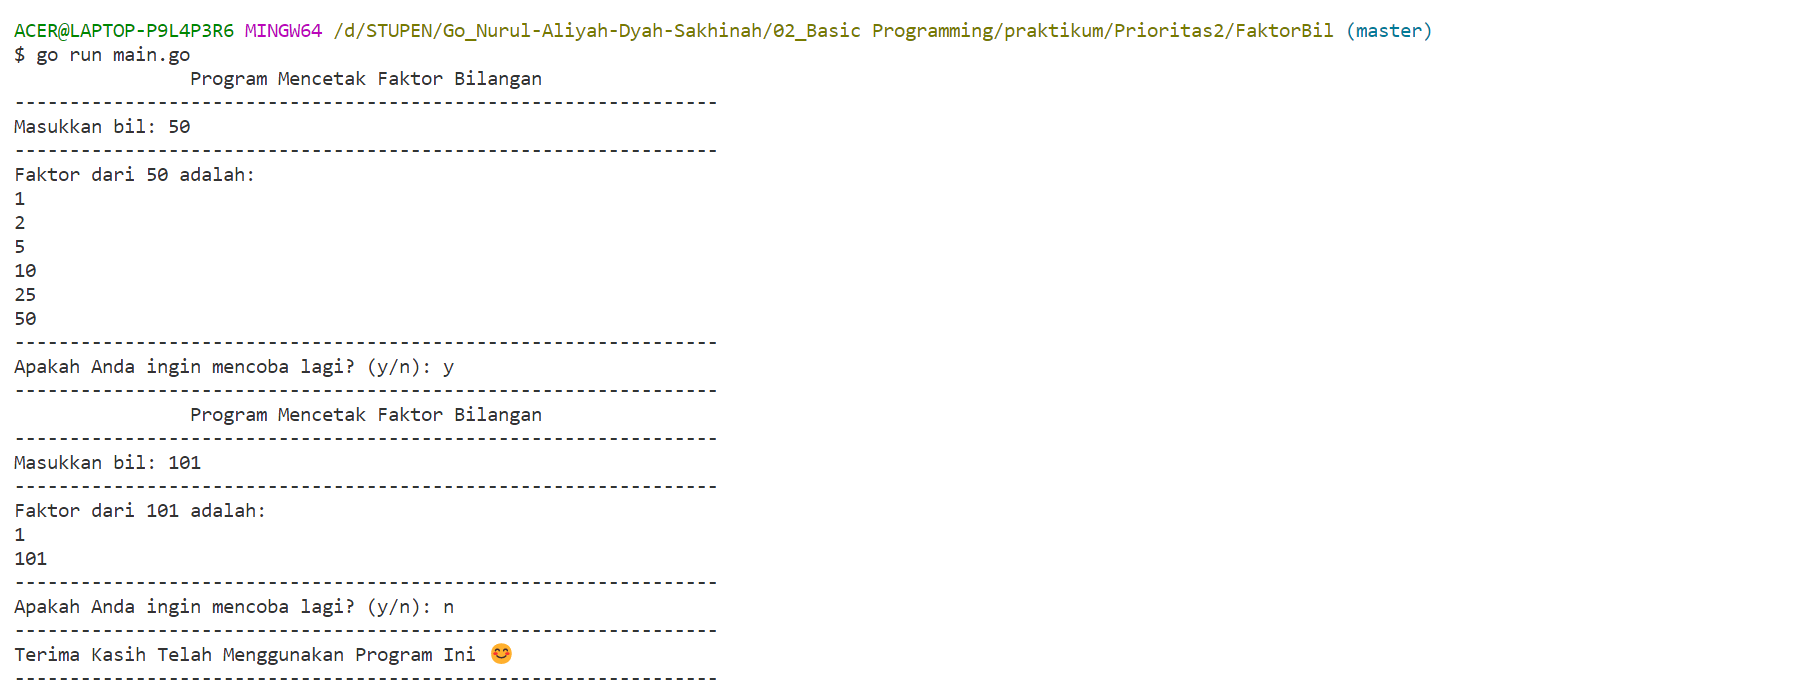 ACER@LAPTOP-P9L4P3R6 MINGW64 /d/STUPEN/Go_Nurul-Aliyah-Dyah-Sakhinah/02_Basic Programming/praktikum/Prioritas2/FaktorBil (master)
$ go run main.go
                Program Mencetak Faktor Bilangan
----------------------------------------------------------------
Masukkan bil: 50
----------------------------------------------------------------
Faktor dari 50 adalah:
1
2
5
10
25
50
----------------------------------------------------------------
Apakah Anda ingin mencoba lagi? (y/n): y
----------------------------------------------------------------
                Program Mencetak Faktor Bilangan
----------------------------------------------------------------
Masukkan bil: 101
----------------------------------------------------------------
Faktor dari 101 adalah:
1
101
----------------------------------------------------------------
Apakah Anda ingin mencoba lagi? (y/n): n
----------------------------------------------------------------
Terima Kasih Telah Menggunakan Program Ini 😊
----------------------------------------------------------------